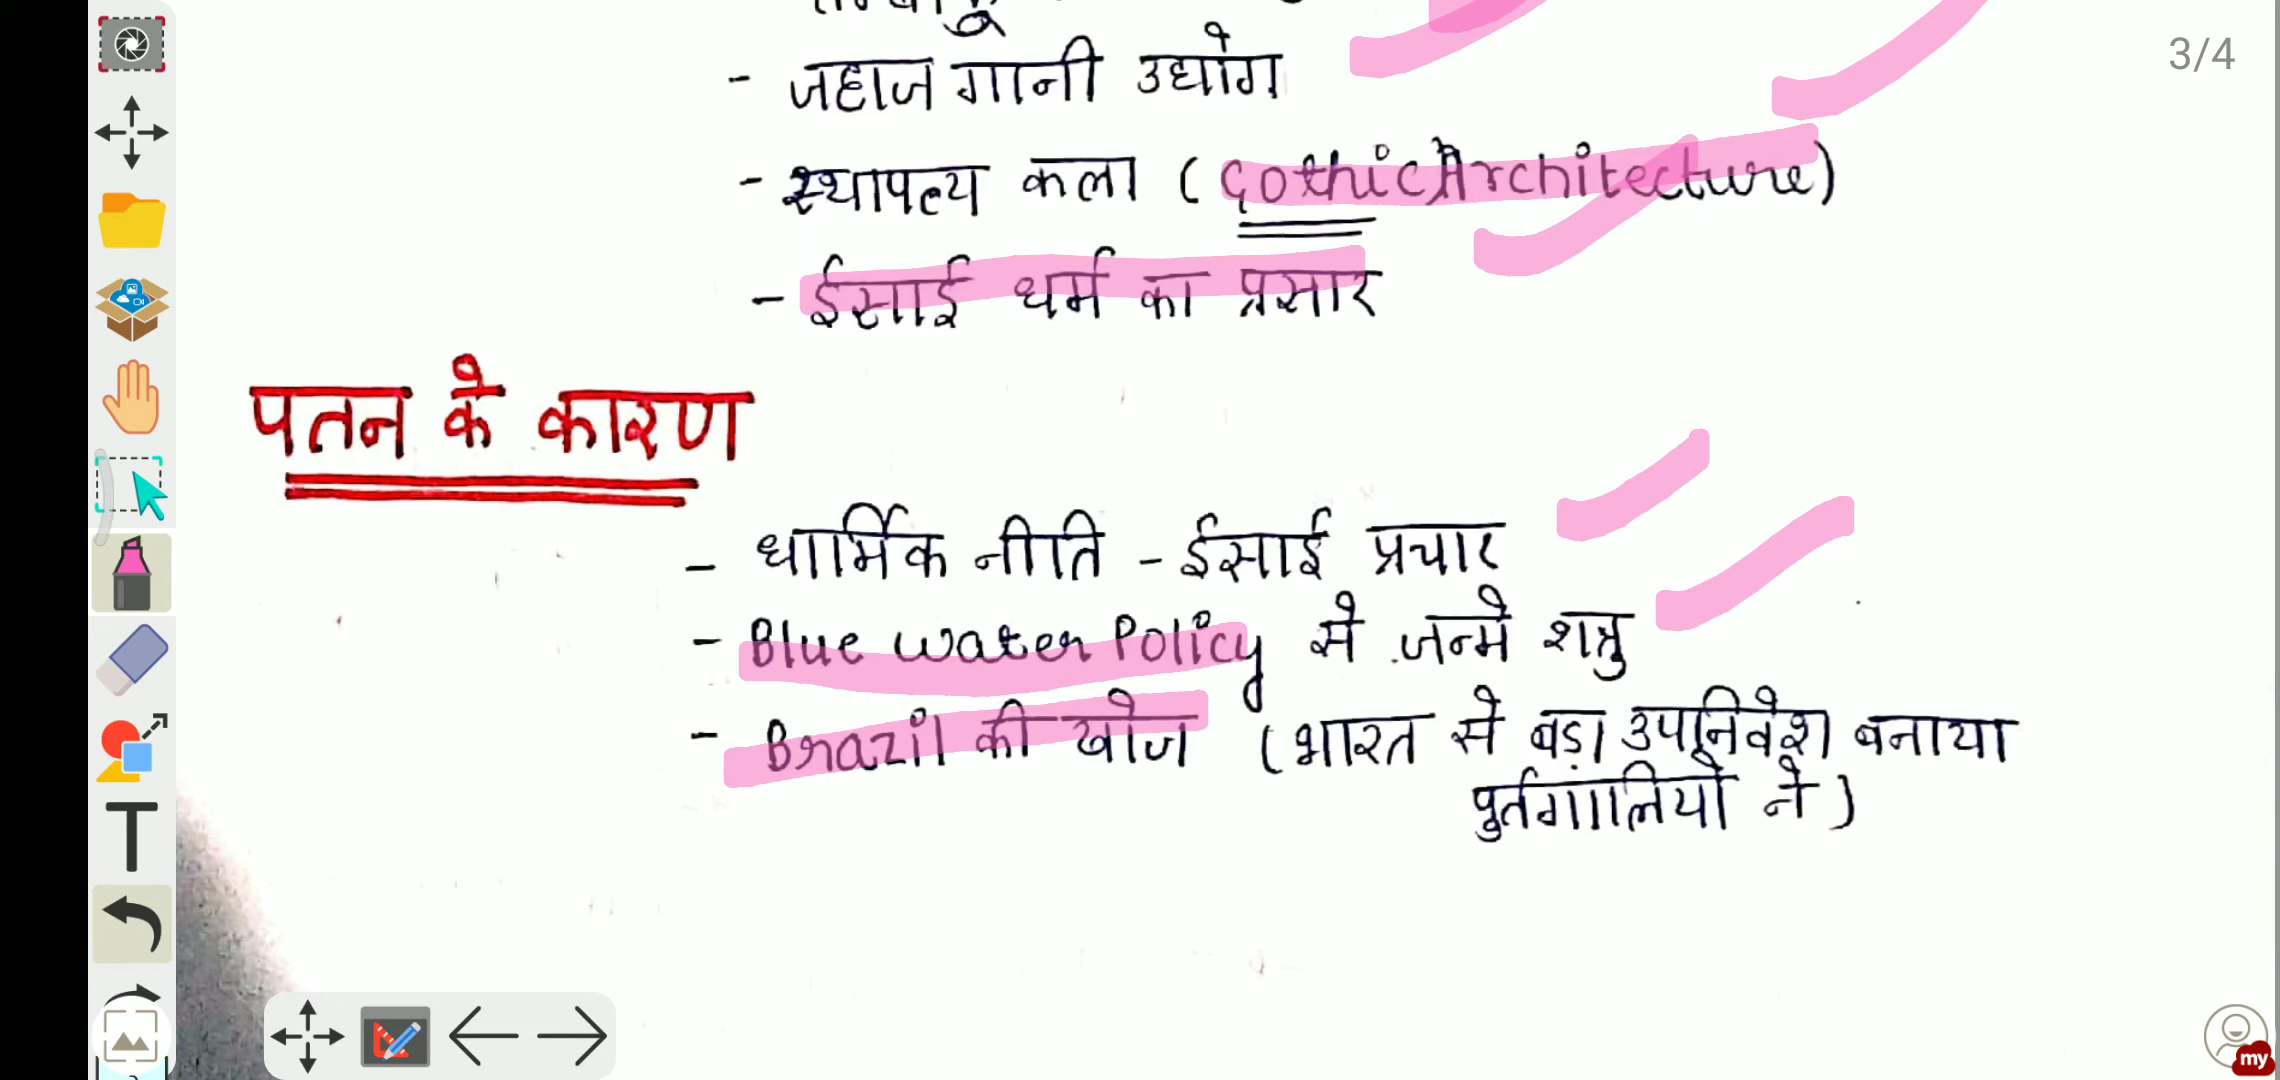 3/4
- जहाज गानी उद्योग
- स्थापत्य कला (Gothic Architecture)
- ईसाई धर्म का प्रसार
पतन के कारण
- धार्मिक नीति - ईसाई प्रचार
- Blue Water Policy से जन्मे शत्रु
- Brazil की खोज (भारत से बड़ा उपनिवेश बनाया
पुर्तगालियों ने)
T
my